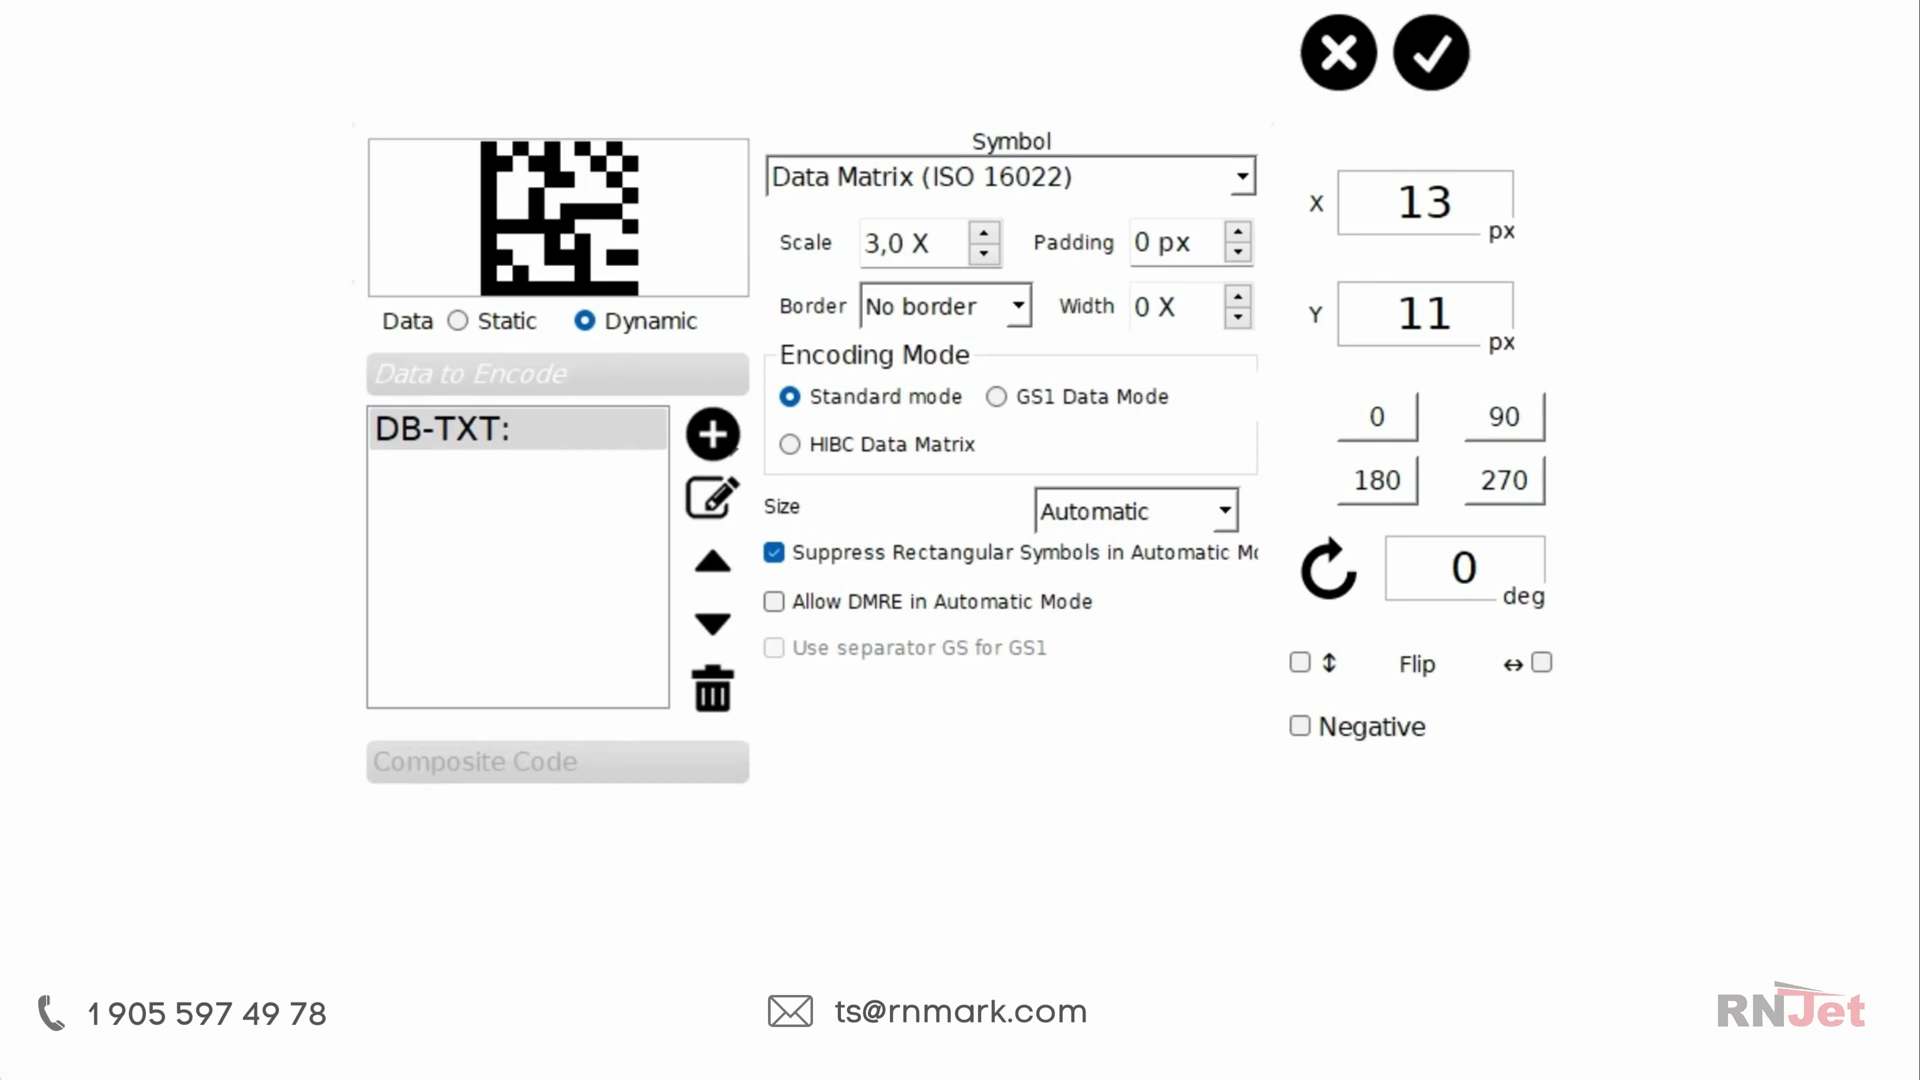 Symbol
Data Matrix (ISO 16022)
Scale 3,0 X Padding 0 px
Border No border Width 0 X
Data Static Dynamic
Data to Encode
DB-TXT:
Composite Code
Encoding Mode
Standard mode GS1 Data Mode
HIBC Data Matrix
Size Automatic
Suppress Rectangular Symbols in Automatic Mo
Allow DMRE in Automatic Mode
Use separator GS for GS1
X 13 px
Y 11 px
0 90
180 270
0 deg
Flip
Negative
1 905 597 49 78
ts@rnmark.com
RNJet